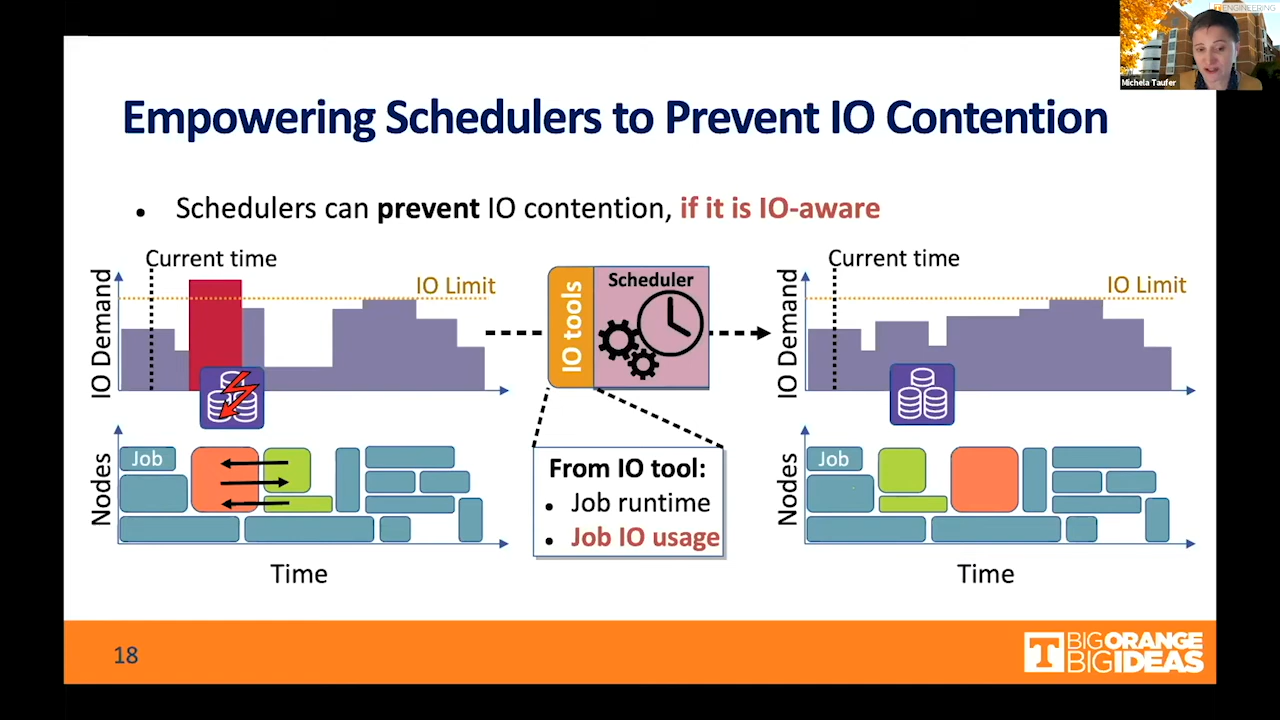 ENGINEERING
Michela Taufer
Empowering Schedulers to Prevent IO Contention
• Schedulers can prevent IO contention, if it is IO-aware
Current time
IO Limit
IO Demand
Job
Nodes
Time
IO tools
Scheduler
From IO tool:
• Job runtime
• Job IO usage
Current time
IO Limit
IO Demand
Job
Nodes
Time
18
T
BIG ORANGE
BIG IDEAS